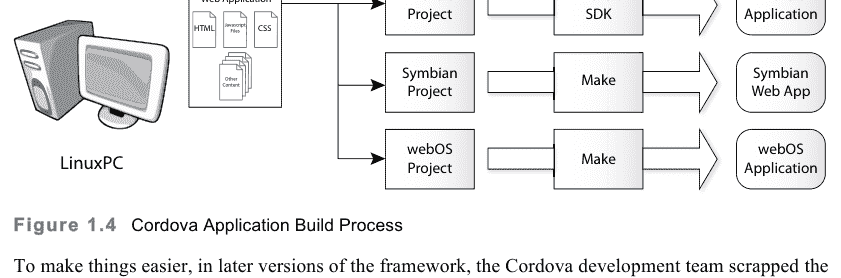 Web Application
HTML
Javascript Files
CSS
Other Content
Project
SDK
Application
Symbian Project
Make
Symbian Web App
webOS Project
Make
webOS Application
LinuxPC
Figure 1.4 Cordova Application Build Process
To make things easier, in later versions of the framework, the Cordova development team scrapped the